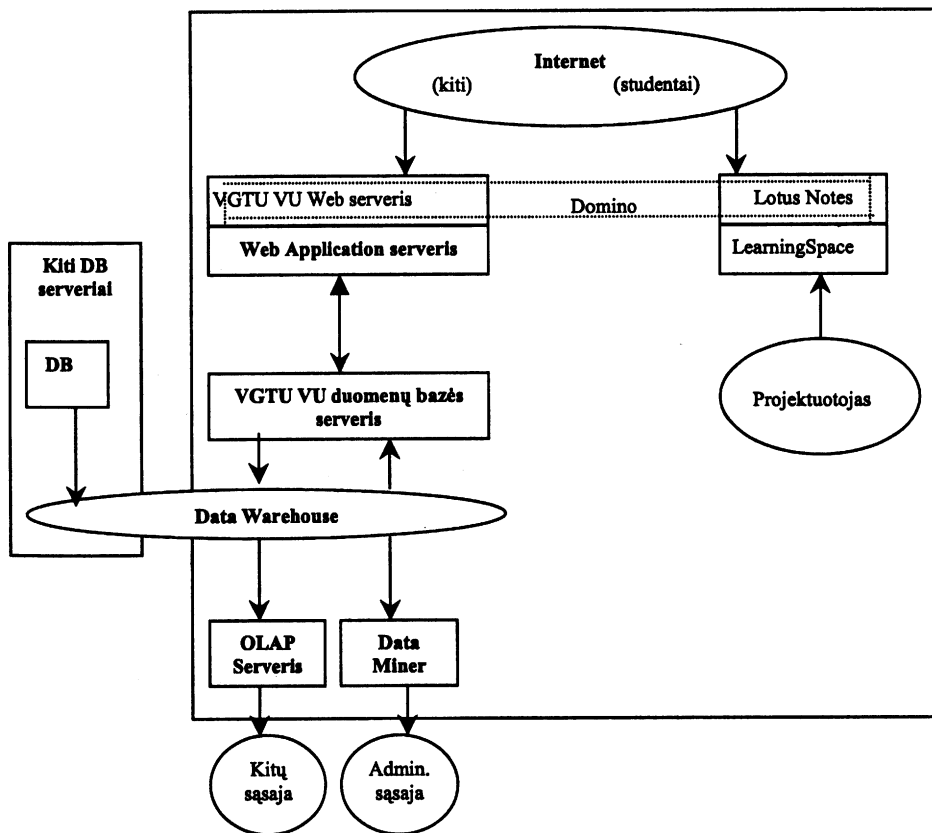 Internet
(kiti) (studentai)
VGTU VU Web serveris
Domino
Lotus Notes
Web Application serveris
LearningSpace
Kiti DB
serveriai
DB
VGTU VU duomenų bazės
serveris
Projektuotojas
Data Warehouse
OLAP
Serveris
Data
Miner
Kitų
sąsaja
Admin.
sąsaja